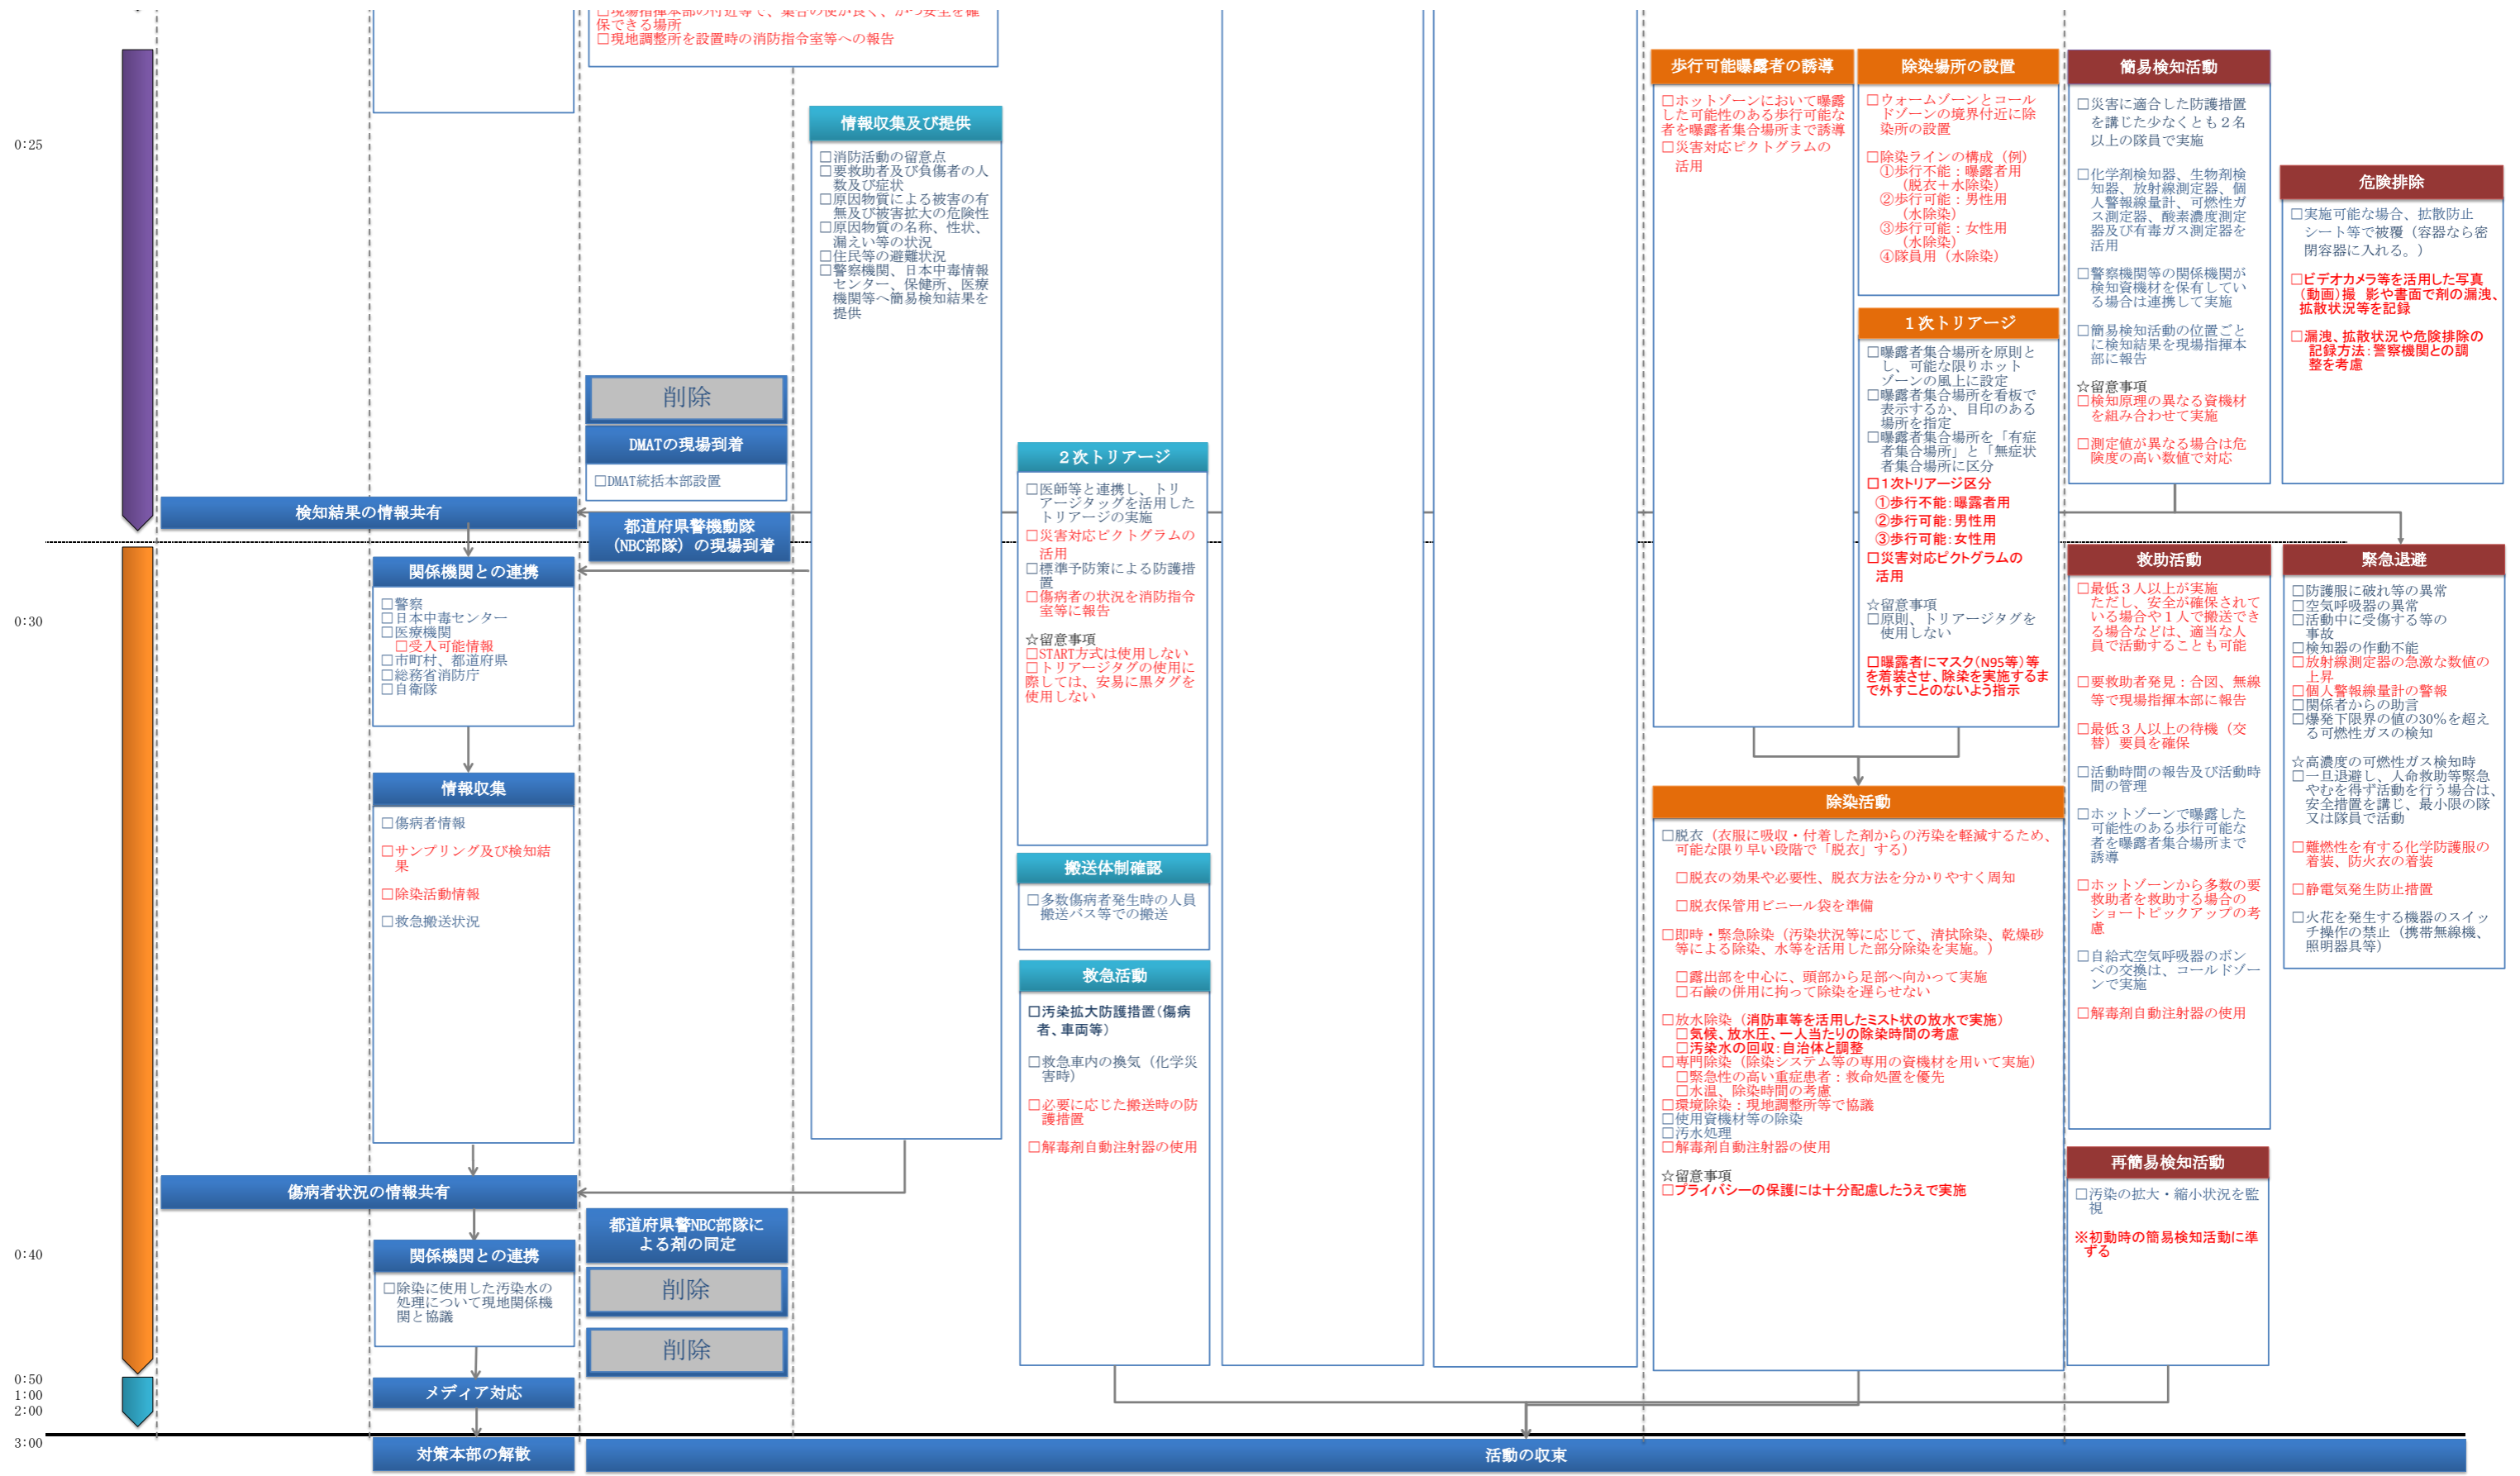 □現場指揮本部の付近等で、集合の便が良く、かつ安全を確
保できる場所
□現地調整所を設置時の消防指令室等への報告
0:25
0:30
0:40
0:50
1:00
2:00
3:00
検知結果の情報共有
関係機関との連携
□警察
□日本中毒センター
□医療機関
□受入可能情報
□市町村、都道府県
□総務省消防庁
□自衛隊
情報収集
□傷病者情報
□サンプリング及び検知結
果
□除染活動情報
□救急搬送状況
傷病者状況の情報共有
関係機関との連携
□除染に使用した汚染水の
処理について現地関係機
関と協議
メディア対応
対策本部の解散
削除
DMATの現場到着
□DMAT統括本部設置
都道府県警機動隊
(NBC部隊）の現場到着
都道府県警NBC部隊に
よる剤の同定
削除
削除
情報収集及び提供
□消防活動の留意点
□要救助者及び負傷者の人
数及び症状
□原因物質による被害の有
無及び被害拡大の危険性
□原因物質の名称、性状、
漏えい等の状況
□住民等の避難状況
□警察機関、日本中毒情報
センター、保健所、医療
機関等へ簡易検知結果を
提供
２次トリアージ
□医師等と連携し、トリ
アージタッグを活用した
トリアージの実施
□災害対応ピクトグラムの
活用
□標準予防策による防護措
置
□傷病者の状況を消防指令
室等に報告
☆留意事項
□START方式は使用しない
□トリアージタグの使用に
際しては、安易に黒タグを
使用しない
搬送体制確認
□多数傷病者発生時の人員
搬送バス等での搬送
救急活動
□汚染拡大防護措置（傷病
者、車両等）
□救急車内の換気（化学災
害時）
□必要に応じた搬送時の防
護措置
□解毒剤自動注射器の使用
歩行可能曝露者の誘導
□ホットゾーンにおいて曝露
した可能性のある歩行可能な
者を曝露者集合場所まで誘導
□災害対応ピクトグラムの
活用
除染場所の設置
□ウォームゾーンとコール
ドゾーンの境界付近に除
染所の設置
□除染ラインの構成（例）
①歩行不能：曝露者用
（脱衣＋水除染）
②歩行可能：男性用
（水除染）
③歩行可能：女性用
（水除染）
④隊員用（水除染）
１次トリアージ
□曝露者集合場所を原則と
し、可能な限りホット
ゾーンの風上に設定
□曝露者集合場所を看板で
表示するか、目印のある
場所を指定
□曝露者集合場所を「有症
者集合場所」と「無症状
者集合場所に区分
□１次トリアージ区分
①歩行不能：曝露者用
②歩行可能：男性用
③歩行可能：女性用
□災害対応ピクトグラムの
活用
☆留意事項
□原則、トリアージタグを
使用しない
□曝露者にマスク（N95等）等
を着装させ、除染を実施するま
で外すことのないよう指示
除染活動
□脱衣（衣服に吸収・付着した剤からの汚染を軽減するため、
可能な限り早い段階で「脱衣」する）
□脱衣の効果や必要性、脱衣方法を分かりやすく周知
□脱衣保管用ビニール袋を準備
□即時・緊急除染（汚染状況等に応じて、清拭除染、乾燥砂
等による除染、水等を活用した部分除染を実施。）
□露出部を中心に、頭部から足部へ向かって実施
□石鹸の併用に拘って除染を遅らせない
□放水除染（消防車等を活用したミスト状の放水で実施）
□気候、放水圧、一人当たりの除染時間の考慮
□汚染水の回収：自治体と調整
□専門除染（除染システム等の専用の資機材を用いて実施）
□緊急性の高い重症患者：救命処置を優先
□水温、除染時間の考慮
□環境除染：現地調整所等で協議
□使用資機材等の除染
□汚水処理
□解毒剤自動注射器の使用
☆留意事項
□プライバシーの保護には十分配慮したうえで実施
簡易検知活動
□災害に適合した防護措置
を講じた少なくとも２名
以上の隊員で実施
□化学剤検知器、生物剤検
知器、放射線測定器、個
人警報線量計、可燃性ガ
ス測定器、酸素濃度測定
器及び有毒ガス測定器を
活用
□警察機関等の関係機関が
検知資機材を保有してい
る場合は連携して実施
□簡易検知活動の位置ごと
に検知結果を現場指揮本
部に報告
☆留意事項
□検知原理の異なる資機材
を組み合わせて実施
□測定値が異なる場合は危
険度の高い数値で対応
危険排除
□実施可能な場合、拡散防止
シート等で被覆（容器なら密
閉容器に入れる。）
□ビデオカメラ等を活用した写真
（動画）撮　影や書面で剤の漏洩、
拡散状況等を記録
□漏洩、拡散状況や危険排除の
記録方法：警察機関との調
整を考慮
救助活動
□最低３人以上が実施
ただし、安全が確保されて
いる場合や１人で搬送でき
る場合などは、適当な人
員で活動することも可能
□要救助者発見：合図、無線
等で現場指揮本部に報告
□最低３人以上の待機（交
替）要員を確保
□活動時間の報告及び活動時
間の管理
□ホットゾーンで曝露した
可能性のある歩行可能な
者を曝露者集合場所まで
誘導
□ホットゾーンから多数の要
救助者を救助する場合の
ショートピックアップの考
慮
□自給式空気呼吸器のボン
ベの交換は、コールドゾー
ンで実施
□解毒剤自動注射器の使用
緊急退避
□防護服に破れ等の異常
□空気呼吸器の異常
□活動中に受傷する等の
事故
□検知器の作動不能
□放射線測定器の急激な数値の
上昇
□個人警報線量計の警報
□関係者からの助言
□爆発下限界の値の30％を超え
る可燃性ガスの検知
☆高濃度の可燃性ガス検知時
□一旦退避し、人命救助等緊急
やむを得ず活動を行う場合は、
安全措置を講じ、最小限の隊
又は隊員で活動
□難燃性を有する化学防護服の
着装、防火衣の着装
□静電気発生防止措置
□火花を発生する機器のスイッ
チ操作の禁止（携帯無線機、
照明器具等）
再簡易検知活動
□汚染の拡大・縮小状況を監
視
※初動時の簡易検知活動に準
ずる
活動の収束